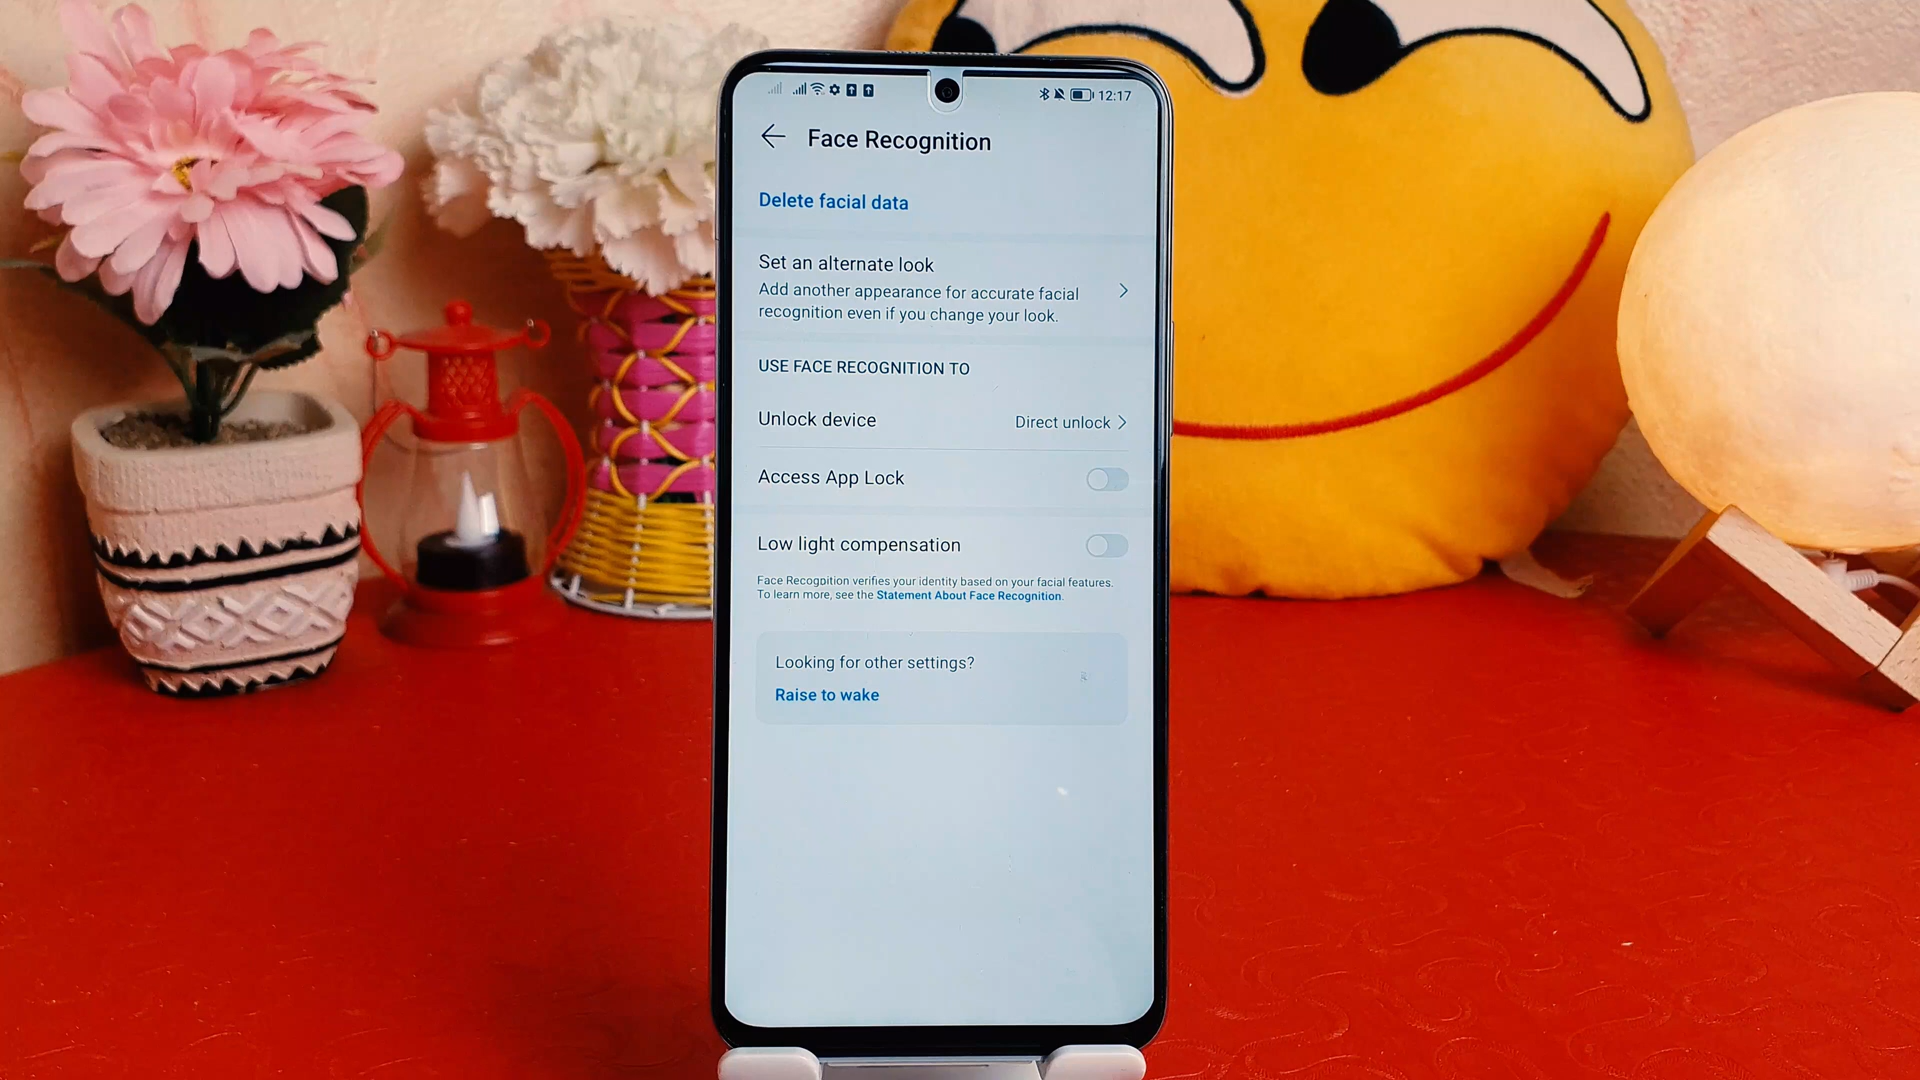 12:17
Face Recognition
Delete facial data
Set an alternate look
Add another appearance for accurate facial
recognition even if you change your look.
USE FACE RECOGNITION TO
Unlock device
Direct unlock
Access App Lock
Low light compensation
Face Recognition verifies your identity based on your facial features.
To learn more, see the Statement About Face Recognition.
Looking for other settings?
Raise to wake